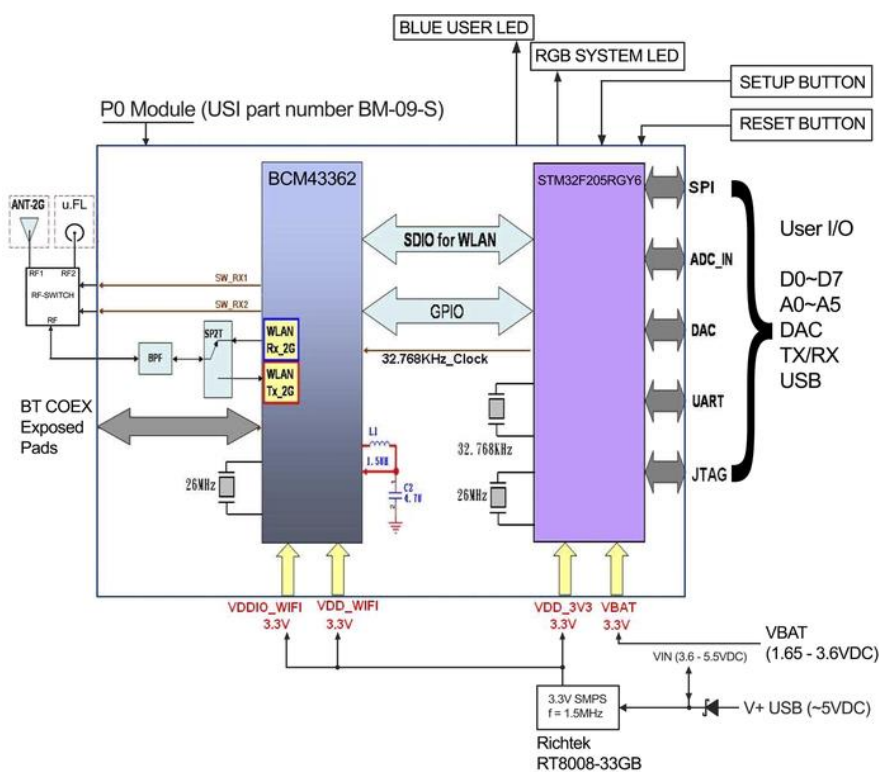 BLUE USER LED
RGB SYSTEM LED
SETUP BUTTON
RESET BUTTON
P0 Module (USI part number BM-09-S)
BCM43362
STM32F205RGY6
ANT-2G
u.FL
RF1
RF2
RF-SWITCH
RF
SW_RX1
SW_RX2
SP2T
BPF
WLAN
Rx_2G
WLAN
Tx_2G
SDIO for WLAN
GPIO
32.768KHz_Clock
BT COEX
Exposed
Pads
26MHz
L1
1.5UH
1
C2
4.7U
2
32.768KHz
26MHz
SPI
ADC_IN
DAC
UART
JTAG
User I/O
D0~D7
A0~A5
DAC
TX/RX
USB
VDDIO_WIFI
3.3V
VDD_WIFI
3.3V
VDD_3V3
3.3V
VBAT
3.3V
VBAT
(1.65 - 3.6VDC)
VIN (3.6 - 5.5VDC)
3.3V SMPS
f = 1.5MHz
V+ USB (~5VDC)
Richtek
RT8008-33GB